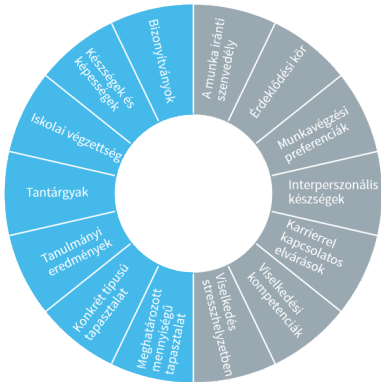 A munka iránti
szenvedély
Érdeklődési kör
Munkavégzési
preferenciák
Interperszonális
készségek
Karrierrel
kapcsolatos
elvárások
Viselkedési
kompetenciák
Viselkedés
stresszhelyzetben
Meghatározott
mennyiségű
tapasztalat
Konkrét típusú
tapasztalat
Tanulmányi
eredmények
Tantárgyak
Iskolai végzettség
Készségek és
képességek
Bizonyítványok